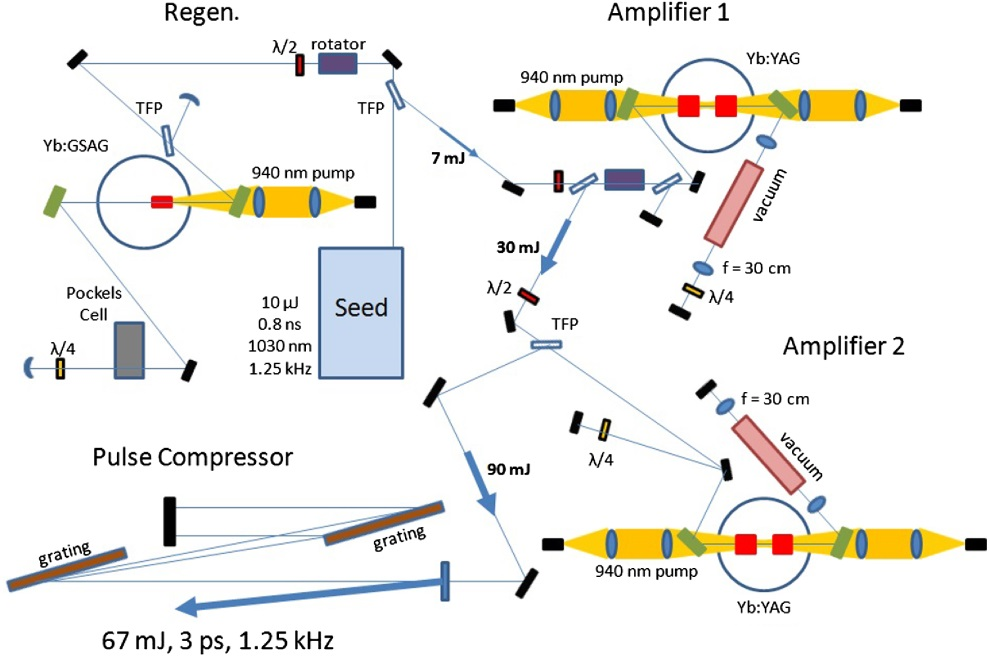 Regen.
Amplifier 1
λ/2
rotator
TFP
TFP
Yb:GSAG
940 nm pump
7 mJ
940 nm pump
Yb:YAG
vacuum
f = 30 cm
λ/4
30 mJ
λ/2
TFP
Pockels
Cell
λ/4
10 µJ
0.8 ns
1030 nm
1.25 kHz
Seed
Amplifier 2
f = 30 cm
vacuum
λ/4
90 mJ
940 nm pump
Yb:YAG
Pulse Compressor
grating
grating
67 mJ, 3 ps, 1.25 kHz